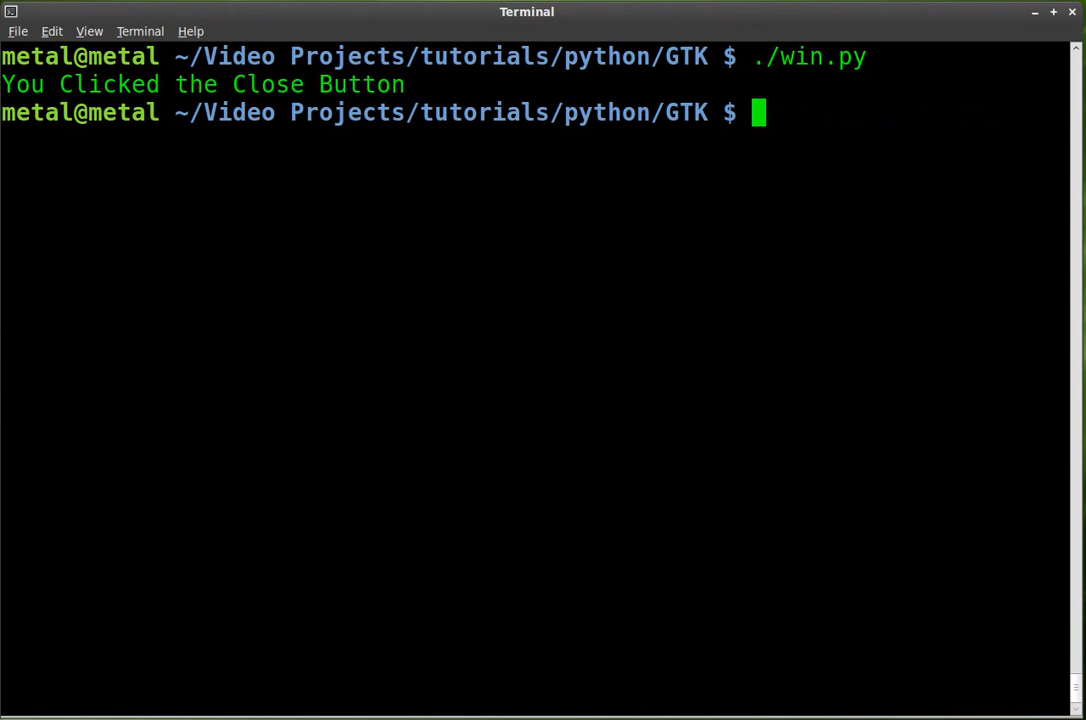 Terminal
File Edit View Terminal Help
metal@metal ~/Video Projects/tutorials/python/GTK $ ./win.py
You Clicked the Close Button
metal@metal ~/Video Projects/tutorials/python/GTK $